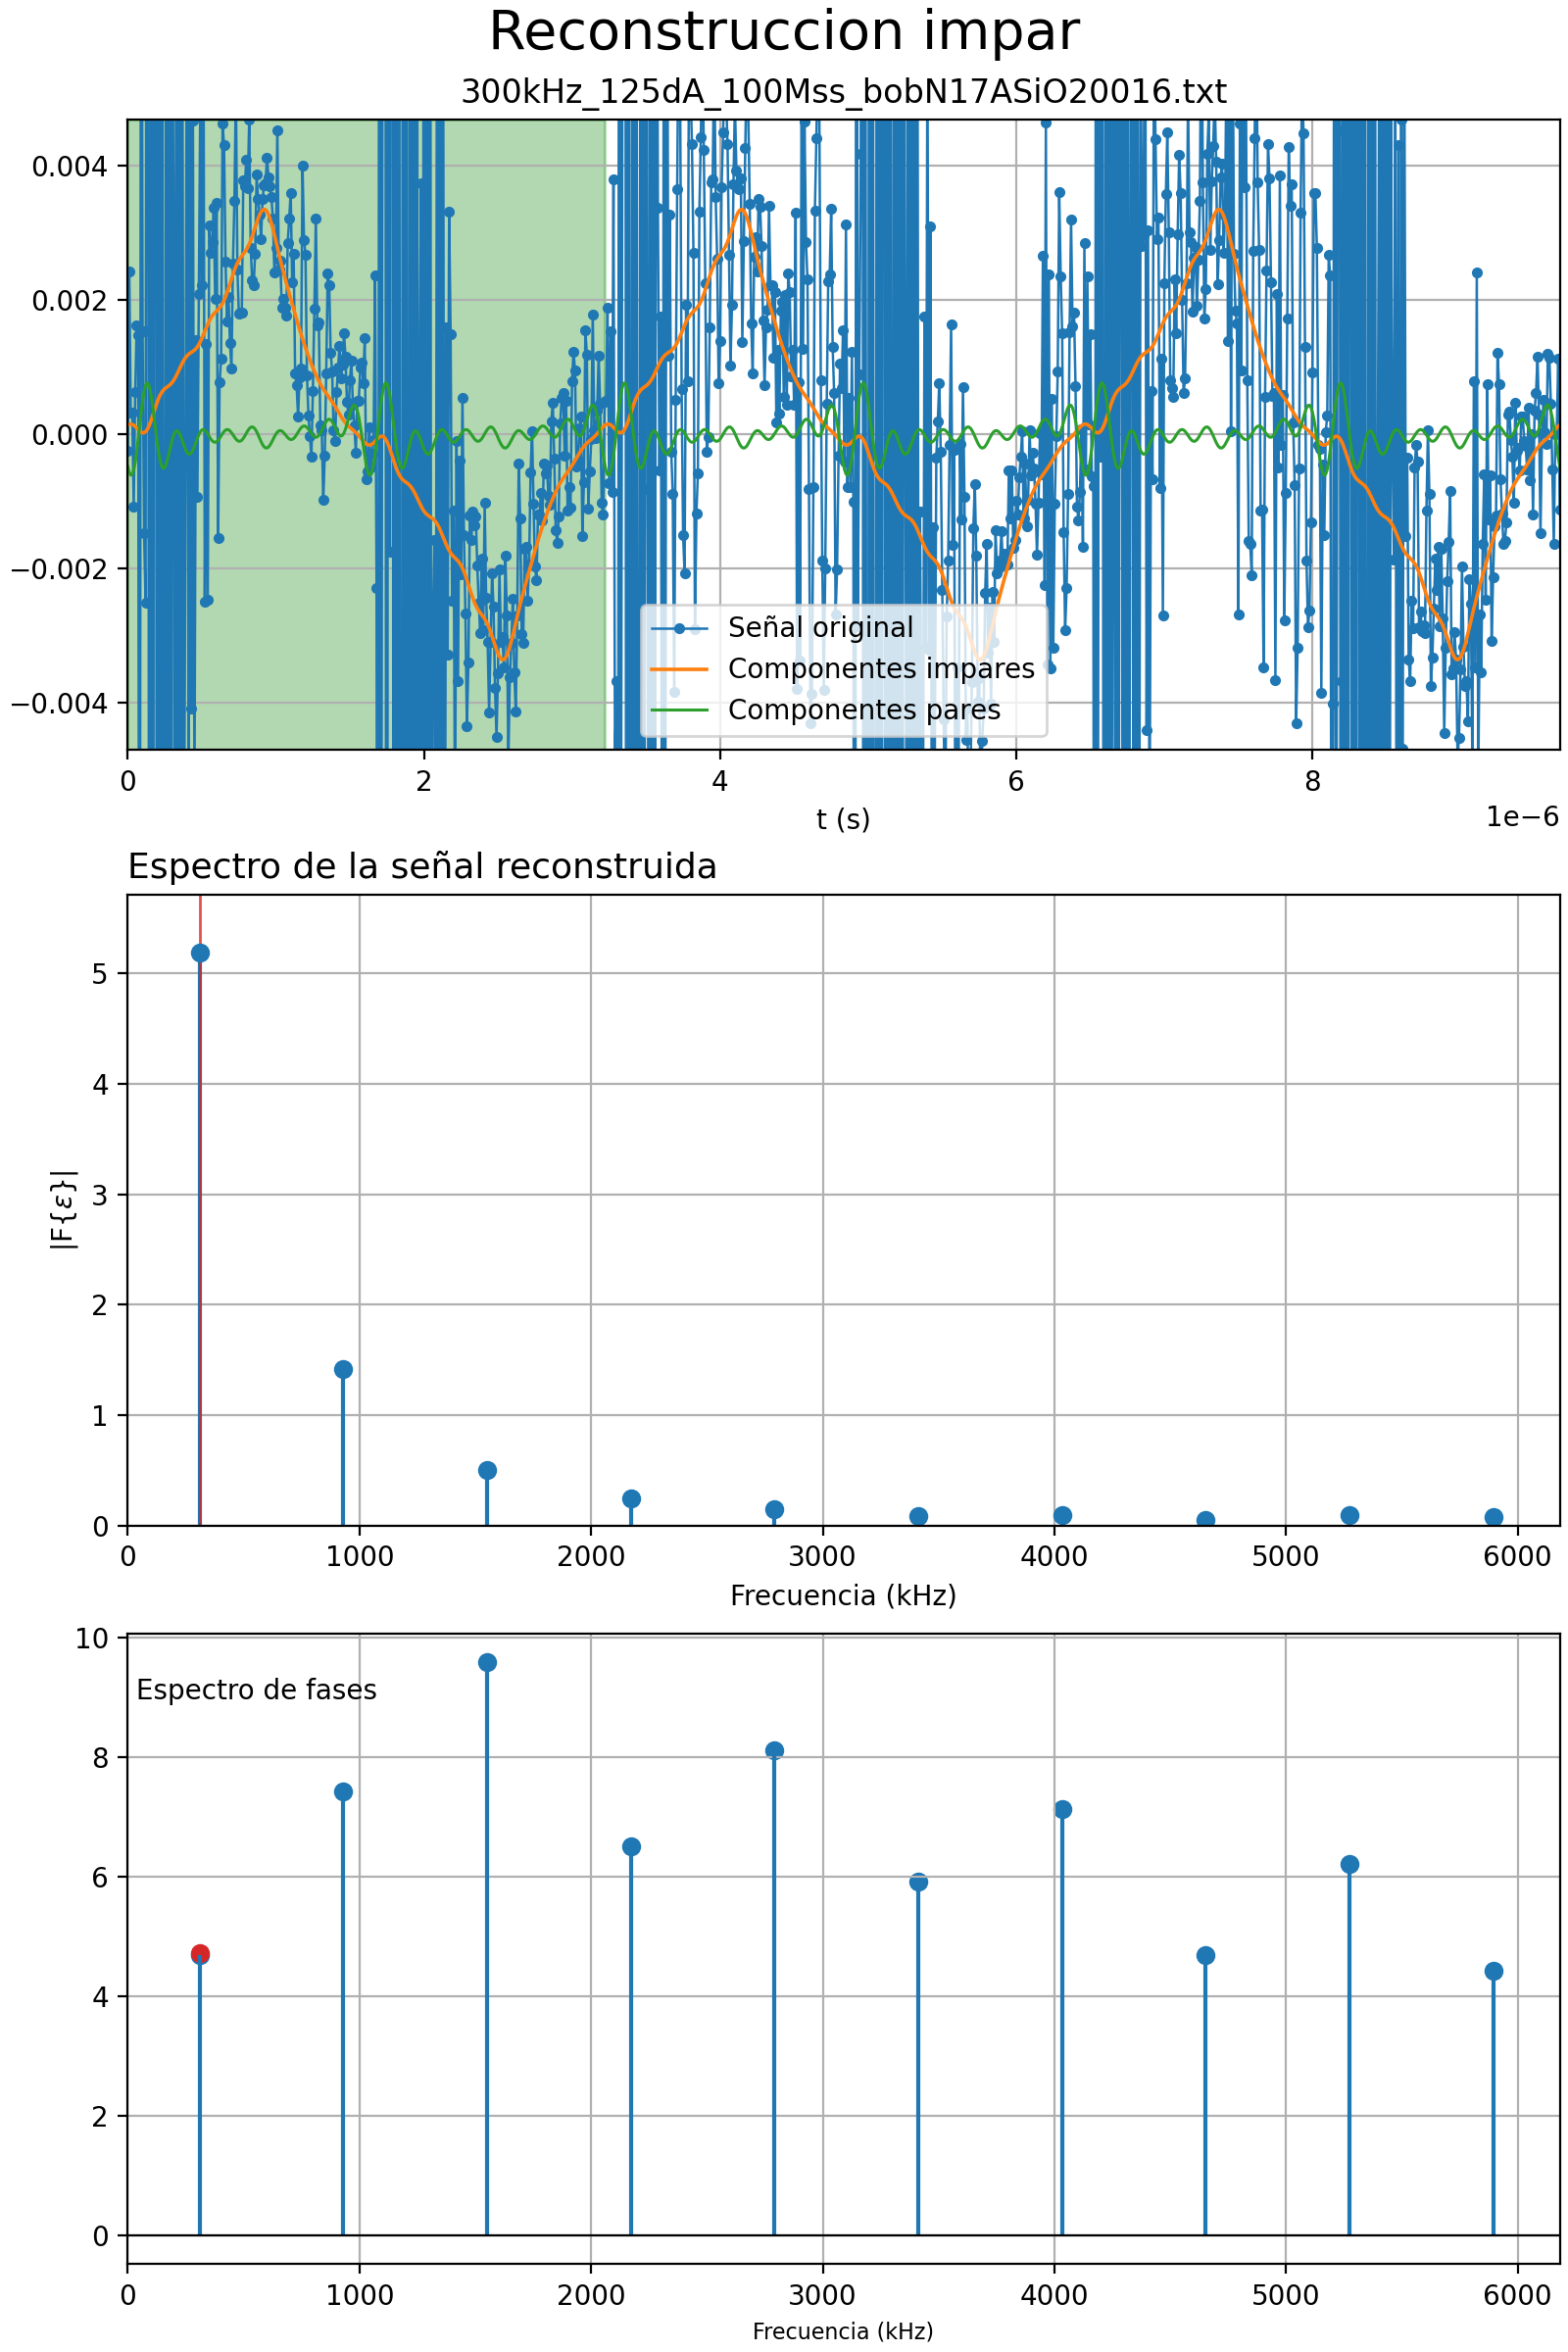 Reconstruccion impar
300kHz_125dA_100Mss_bobN17ASiO20016.txt
0.004
0.002
0.000
−0.002
−0.004
Señal original
Componentes impares
Componentes pares
0 2 4 6 8
t (s)
1e−6
Espectro de la señal reconstruida
5
4
3
2
1
0
|F{ε}|
0 1000 2000 3000 4000 5000 6000
Frecuencia (kHz)
10
8
6
4
2
0
Espectro de fases
0 1000 2000 3000 4000 5000 6000
Frecuencia (kHz)